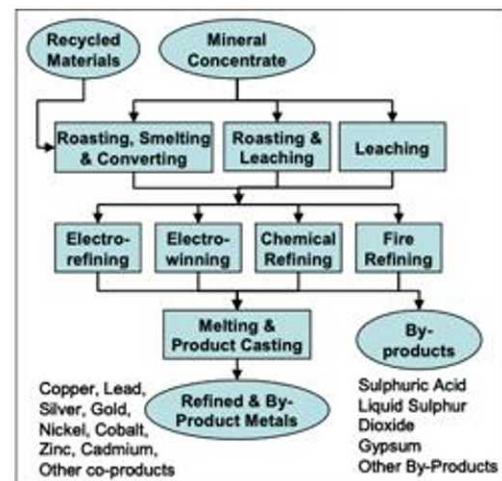 Recycled
Materials
Mineral
Concentrate
Roasting, Smelting
& Converting
Roasting &
Leaching
Leaching
Electro-
refining
Electro-
winning
Chemical
Refining
Fire
Refining
Melting &
Product Casting
By-
products
Copper, Lead,
Silver, Gold,
Nickel, Cobalt,
Zinc, Cadmium,
Other co-products
Refined & By-
Product Metals
Sulphuric Acid
Liquid Sulphur
Dioxide
Gypsum
Other By-Products